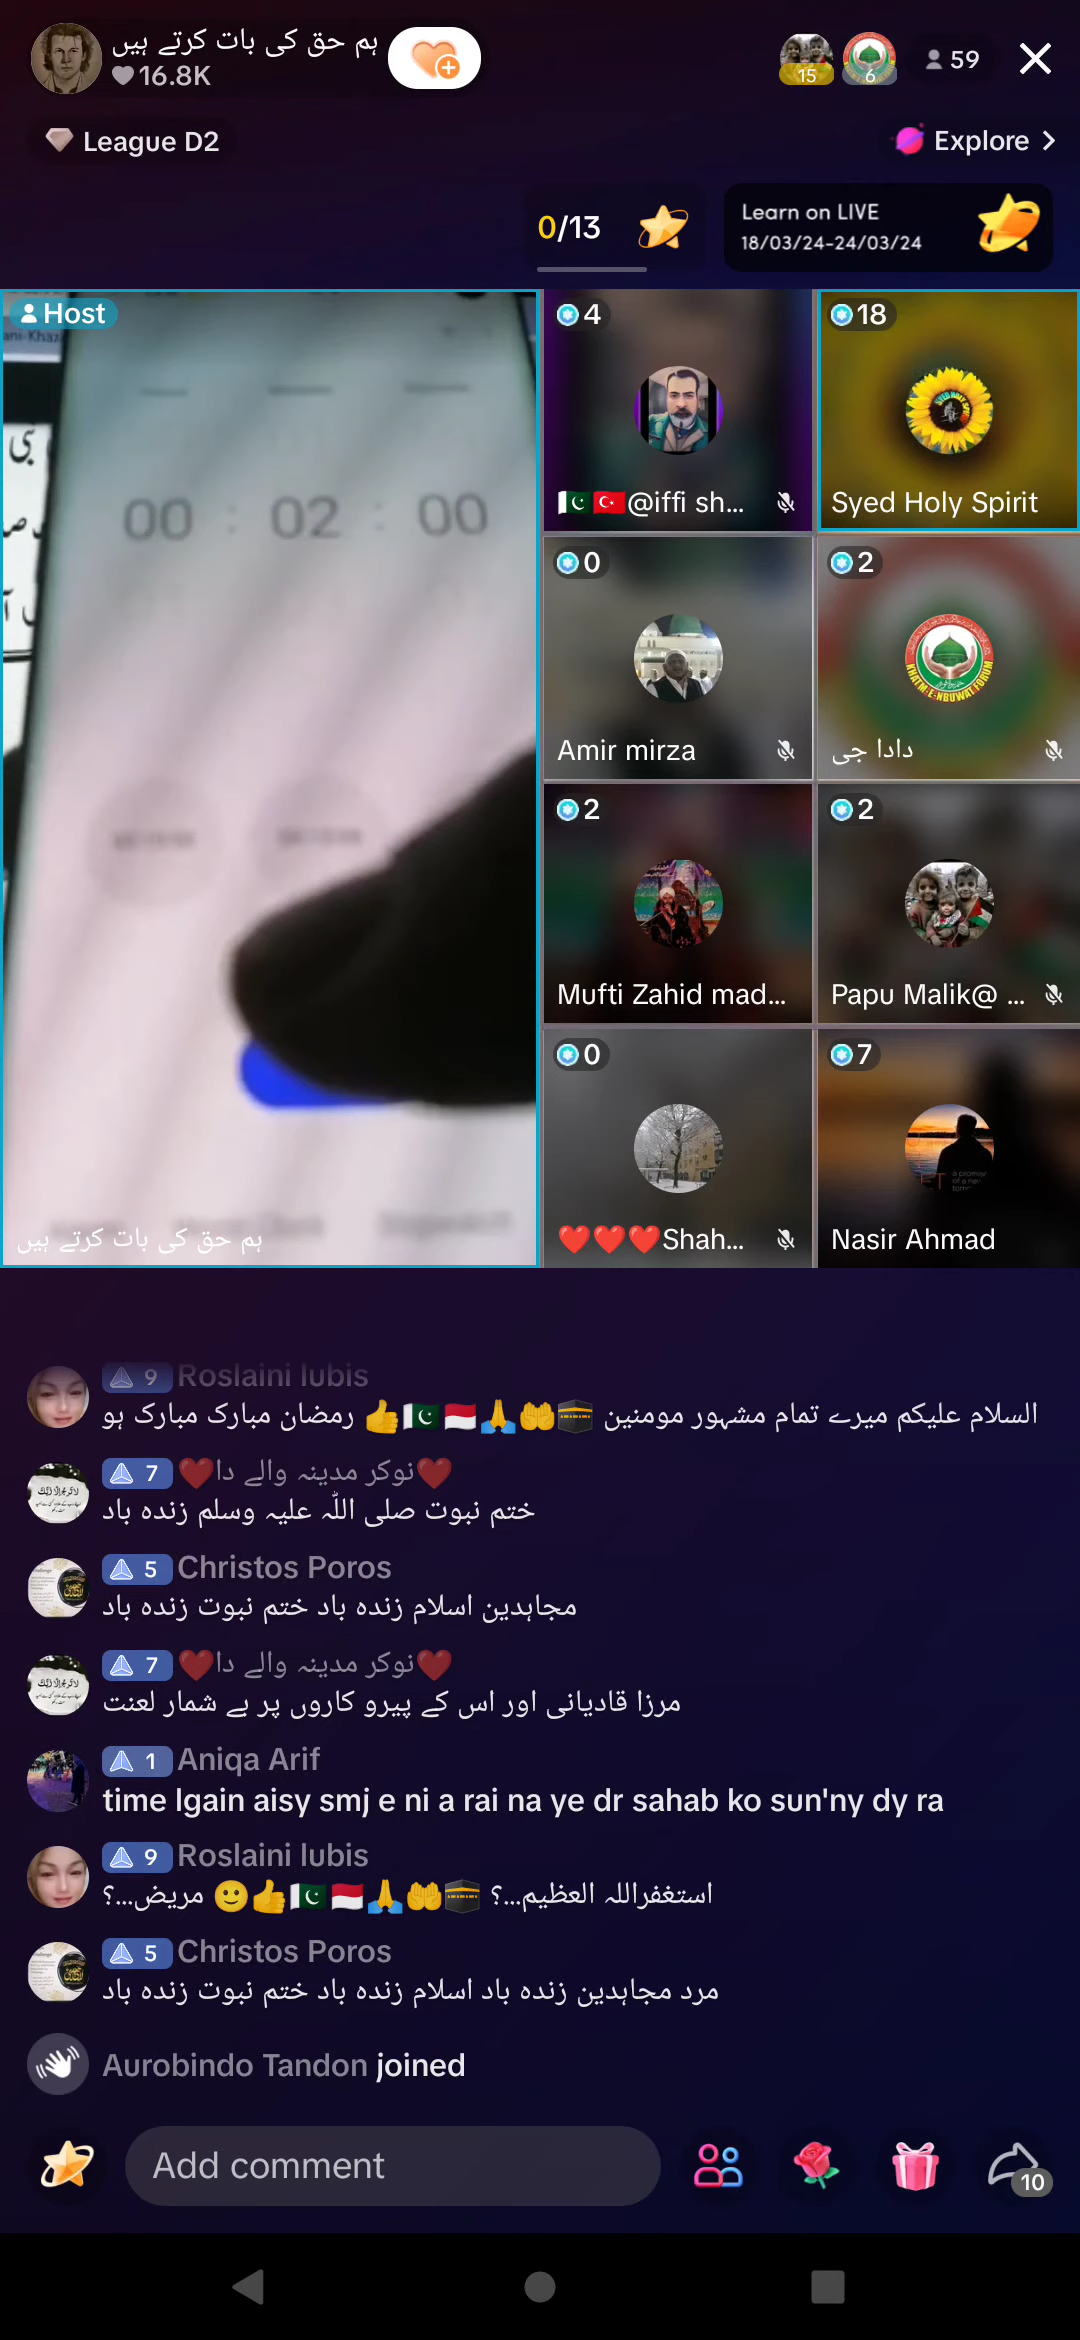 ہم حق کی بات کرتے ہیں
16.8K
15
6
59
League D2
Explore
0/13
Learn on LIVE
18/03/24-24/03/24
Host
00 : 02 : 00
ہم حق کی بات کرتے ہیں
4
@iffi sh...
18
Syed Holy Spirit
0
Amir mirza
2
KHATM-E-NBUWAT FORUM
دادا جی
2
Mufti Zahid mad...
2
Papu Malik@ ...
0
❤️❤️❤️Shah...
7
Nasir Ahmad
9 Roslaini lubis
السلام علیکم میرے تمام مشہور مومنین 🕋🤲🙏🇮🇩🇵🇰👍 رمضان مبارک مبارک ہو
7 ❤️نوکر مدینہ والے دا❤️
ختم نبوت صلی اللّٰہ علیہ وسلم زندہ باد
5 Christos Poros
مجاہدین اسلام زندہ باد ختم نبوت زندہ باد
7 ❤️نوکر مدینہ والے دا❤️
مرزا قادیانی اور اس کے پیرو کاروں پر بے شمار لعنت
1 Aniqa Arif
time lgain aisy smj e ni a rai na ye dr sahab ko sun'ny dy ra
9 Roslaini lubis
استغفراللہ العظیم...؟ 🕋🤲🙏🇮🇩🇵🇰👍🙂 مریض...؟
5 Christos Poros
مرد مجاہدین زندہ باد اسلام زندہ باد ختم نبوت زندہ باد
Aurobindo Tandon joined
Add comment
10